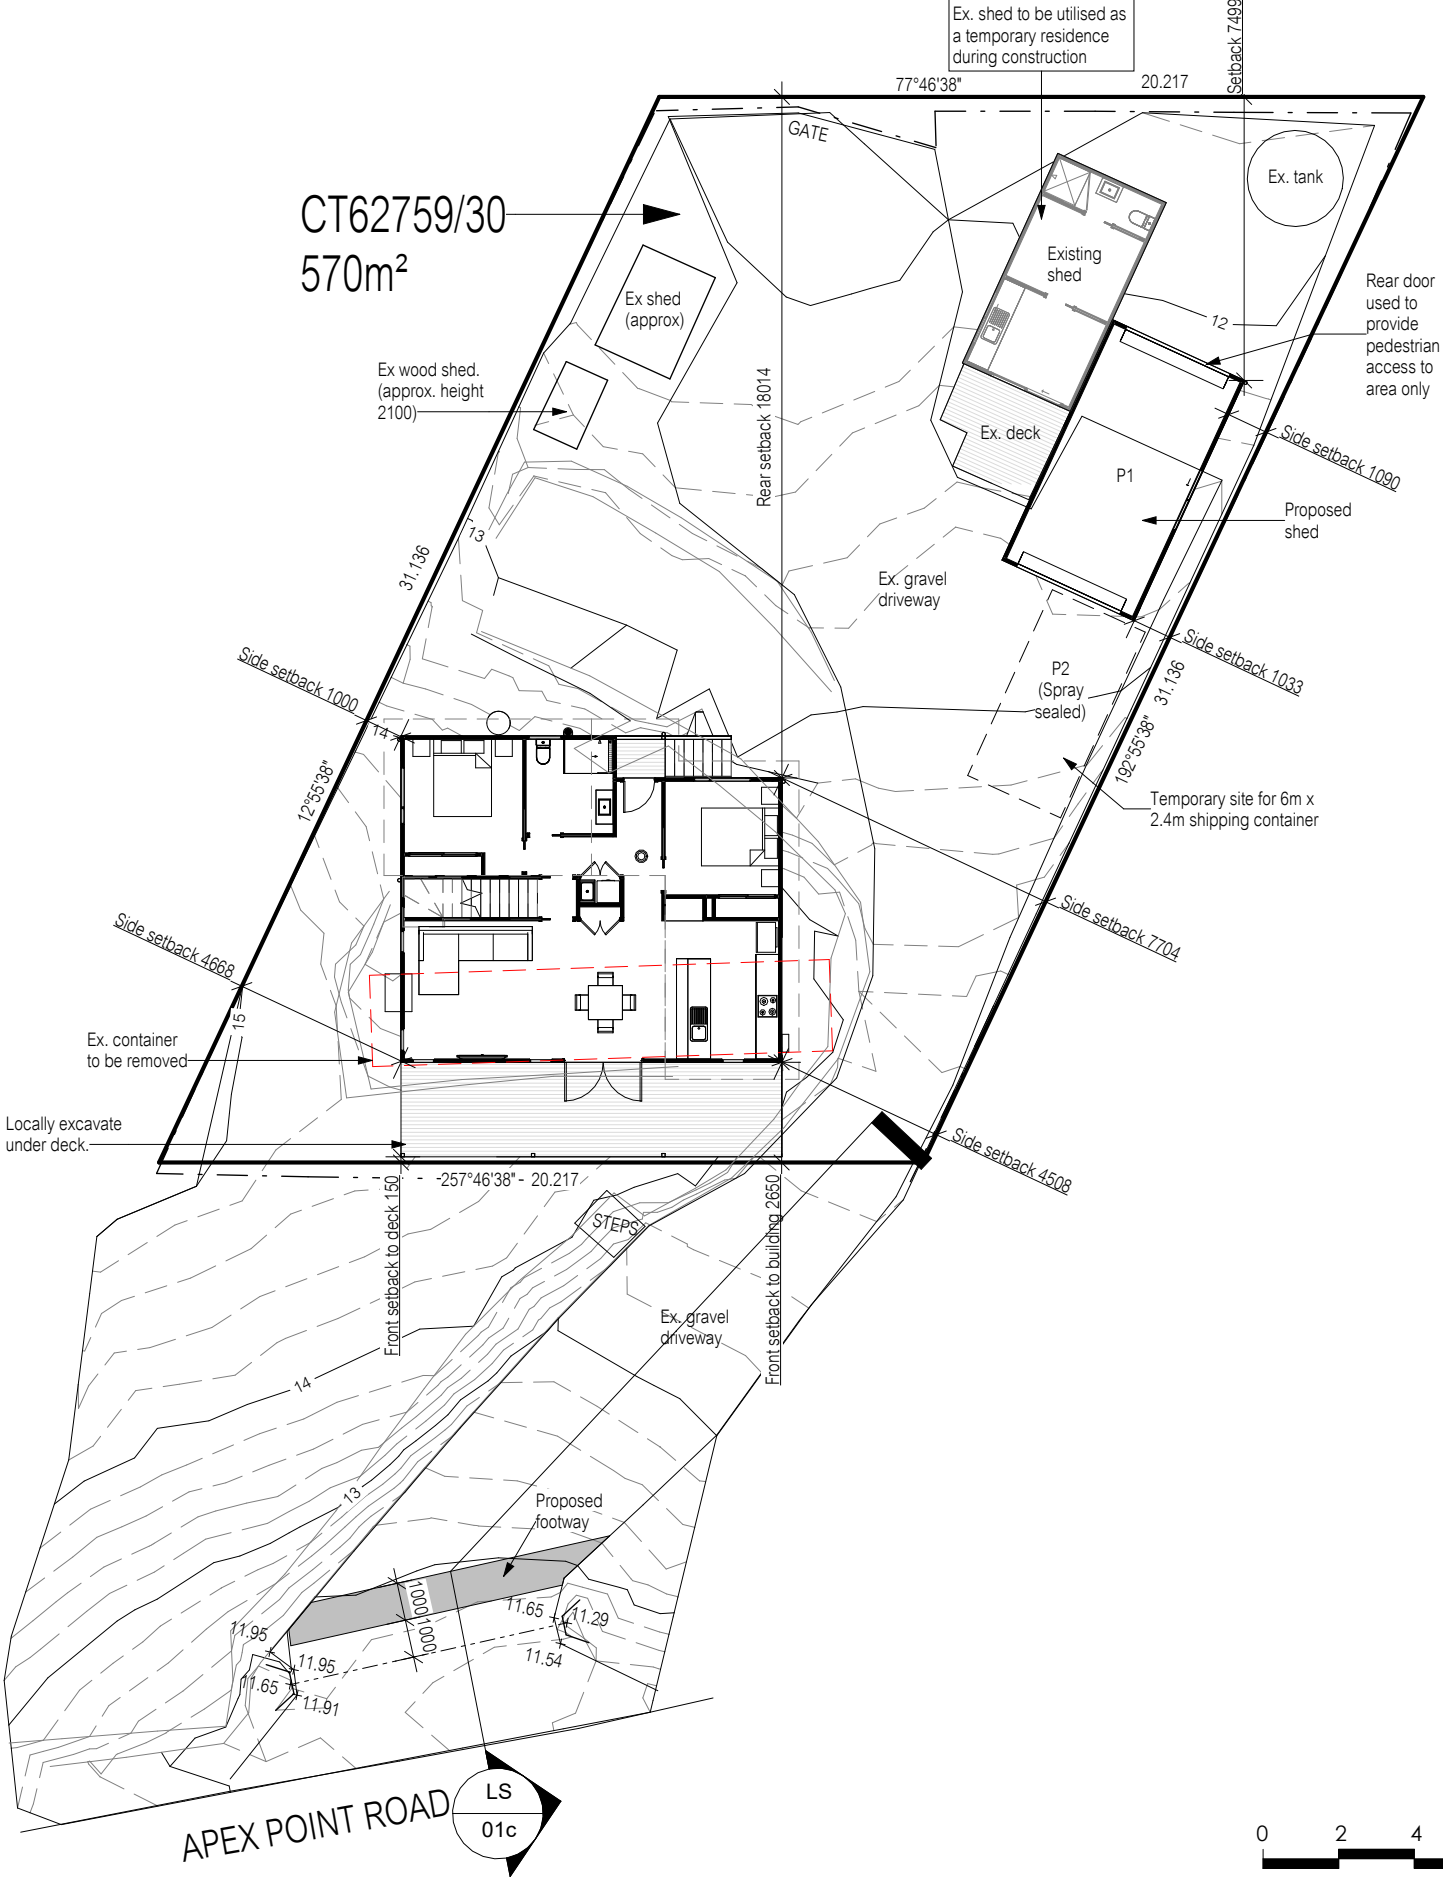 Ex. shed to be utilised as
a temporary residence
during construction
Setback 7499
77°46'38"
20.217
GATE
Ex. tank
CT62759/30
570m²
Existing
shed
Ex shed
(approx)
12
Rear door
used to
provide
pedestrian
access to
area only
Ex wood shed.
(approx. height
2100)
Rear setback 18014
Ex. deck
Side setback 1090
P1
Proposed
shed
13
31.136
Ex. gravel
driveway
Side setback 1000
14
Side setback 1033
P2
(Spray
sealed)
31.136
192°55'38"
12°55'38"
Temporary site for 6m x
2.4m shipping container
Side setback 4668
Side setback 7704
15
Ex. container
to be removed
Locally excavate
under deck.
Side setback 4508
257°46'38" - 20.217
Front setback to deck 150
Front setback to building 2650
STEPS
Ex. gravel
driveway
14
13
Proposed
footway
1000
1000
11.65
11.29
11.54
11.95
11.95
11.65
11.91
APEX POINT ROAD
LS
01c
0 2 4